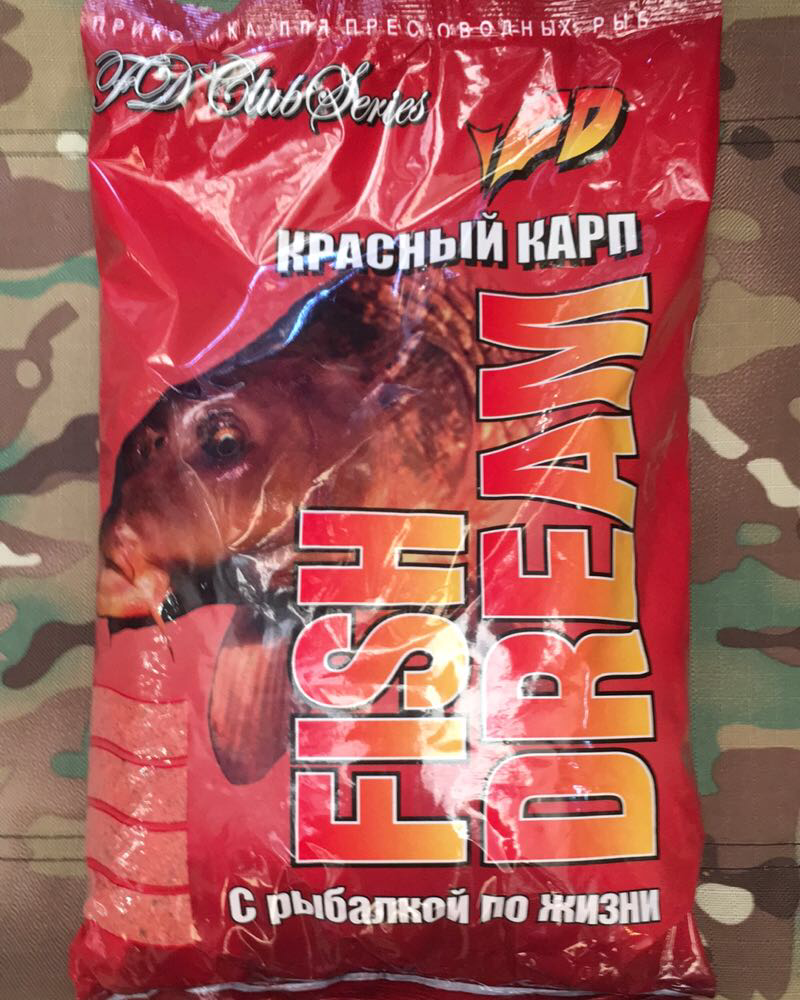 ПРИКОРМКА ДЛЯ ПРЕСНОВОДНЫХ РЫБ
FD Club Series
FD
КРАСНЫЙ КАРП
FISH
DREAM
С рыбалкой по жизни